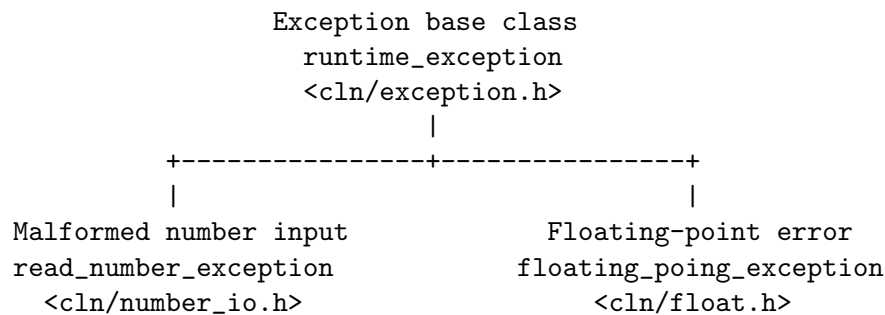 Exception base class
runtime_exception
<cln/exception.h>
Malformed number input
read_number_exception
<cln/number_io.h>
Floating-point error
floating_poing_exception
<cln/float.h>